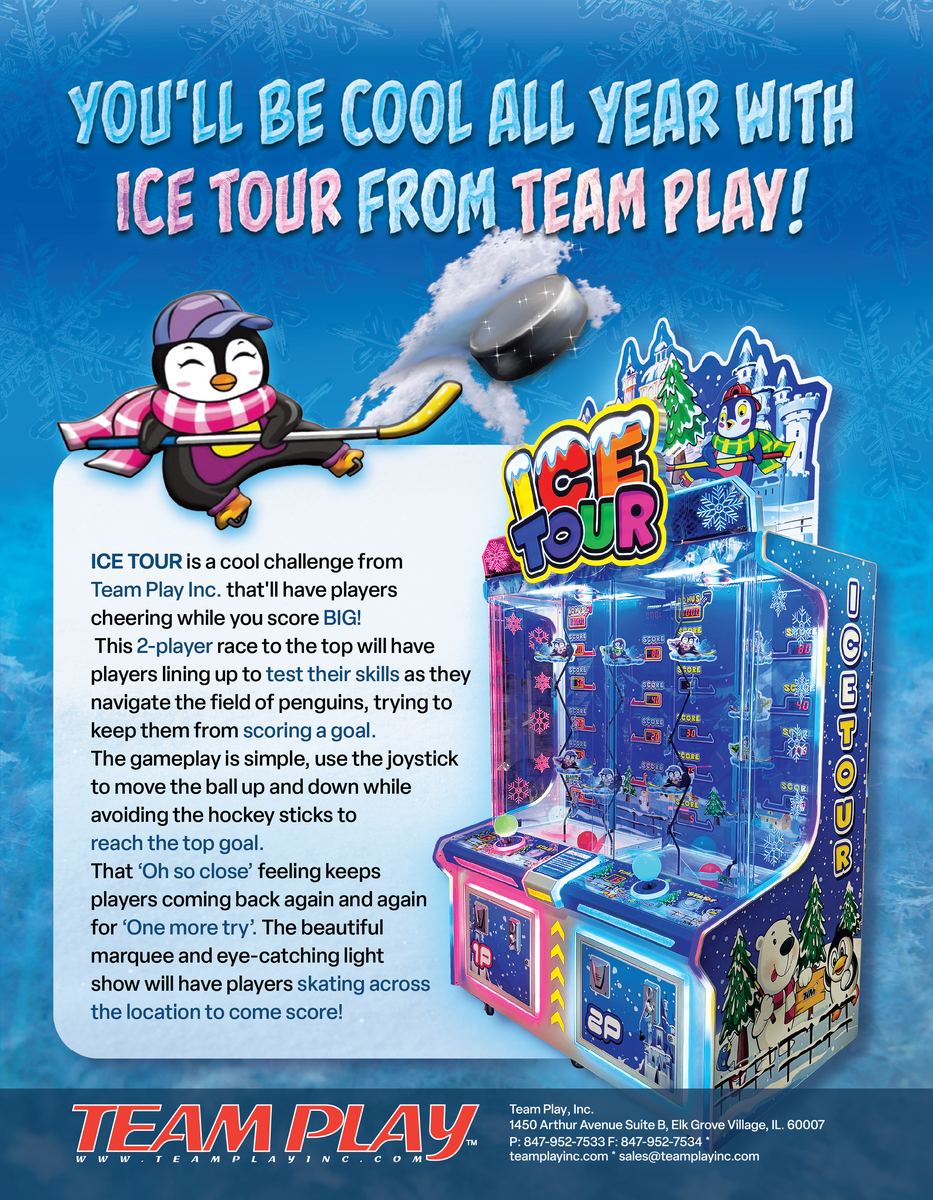 YOU'LL BE COOL ALL YEAR WITH
ICE TOUR FROM TEAM PLAY!
ICE
TOUR
ICE TOUR is a cool challenge from
Team Play Inc. that'll have players
cheering while you score BIG!
This 2-player race to the top will have
players lining up to test their skills as they
navigate the field of penguins, trying to
keep them from scoring a goal.
The gameplay is simple, use the joystick
to move the ball up and down while
avoiding the hockey sticks to
reach the top goal.
That ‘Oh so close’ feeling keeps
players coming back again and again
for ‘One more try’. The beautiful
marquee and eye-catching light
show will have players skating across
the location to come score!
ICE TOUR
SCORE
SCORE
SCORE
SCORE
1P
2P
TEAM PLAY™
WWW.TEAMPLAYINC.COM
Team Play, Inc.
1450 Arthur Avenue Suite B, Elk Grove Village, IL. 60007
P: 847-952-7533 F: 847-952-7534 *
teamplayinc.com * sales@teamplayinc.com